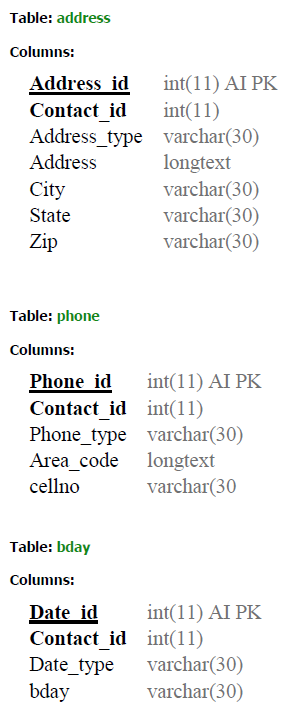 Table: address
Columns:
Address_id int(11) AI PK
Contact_id int(11)
Address_type varchar(30)
Address longtext
City varchar(30)
State varchar(30)
Zip varchar(30)
Table: phone
Columns:
Phone_id int(11) AI PK
Contact_id int(11)
Phone_type varchar(30)
Area_code longtext
cellno varchar(30
Table: bday
Columns:
Date_id int(11) AI PK
Contact_id int(11)
Date_type varchar(30)
bday varchar(30)